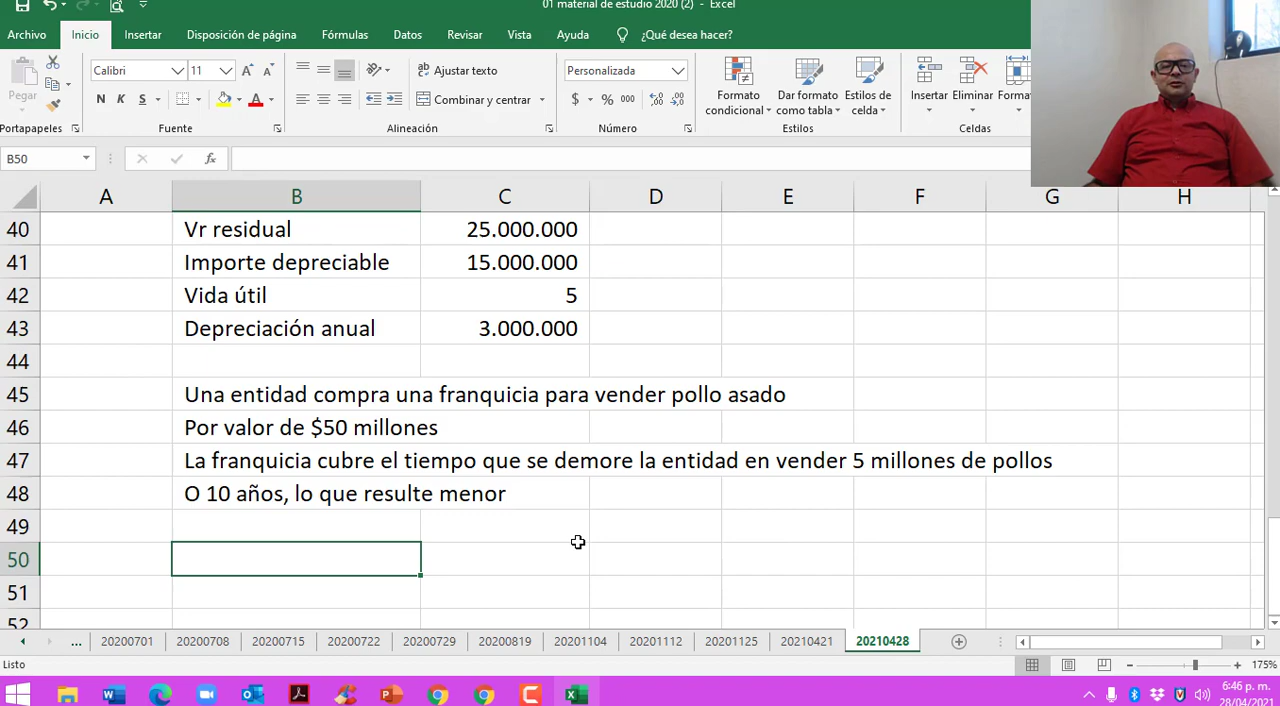 01 material de estudio 2020 (2) - Excel
Archivo Inicio Insertar Disposición de página Fórmulas Datos Revisar Vista Ayuda ¿Qué desea hacer?
Pegar
Calibri 11
Ajustar texto
Personalizada
N K S
Combinar y centrar
$ % 000
Formato condicional
Dar formato como tabla
Estilos de celda
Insertar Eliminar Format
Portapapeles Fuente Alineación Número Estilos Celdas
B50 fx
A B C D E F G H
40 Vr residual 25.000.000
41 Importe depreciable 15.000.000
42 Vida útil 5
43 Depreciación anual 3.000.000
44
45 Una entidad compra una franquicia para vender pollo asado
46 Por valor de $50 millones
47 La franquicia cubre el tiempo que se demore la entidad en vender 5 millones de pollos
48 O 10 años, lo que resulte menor
49
50
51
52
... 20200701 20200708 20200715 20200722 20200729 20200819 20201104 20201112 20201125 20210421 20210428
Listo 175%
6:46 p. m.
28/04/2021